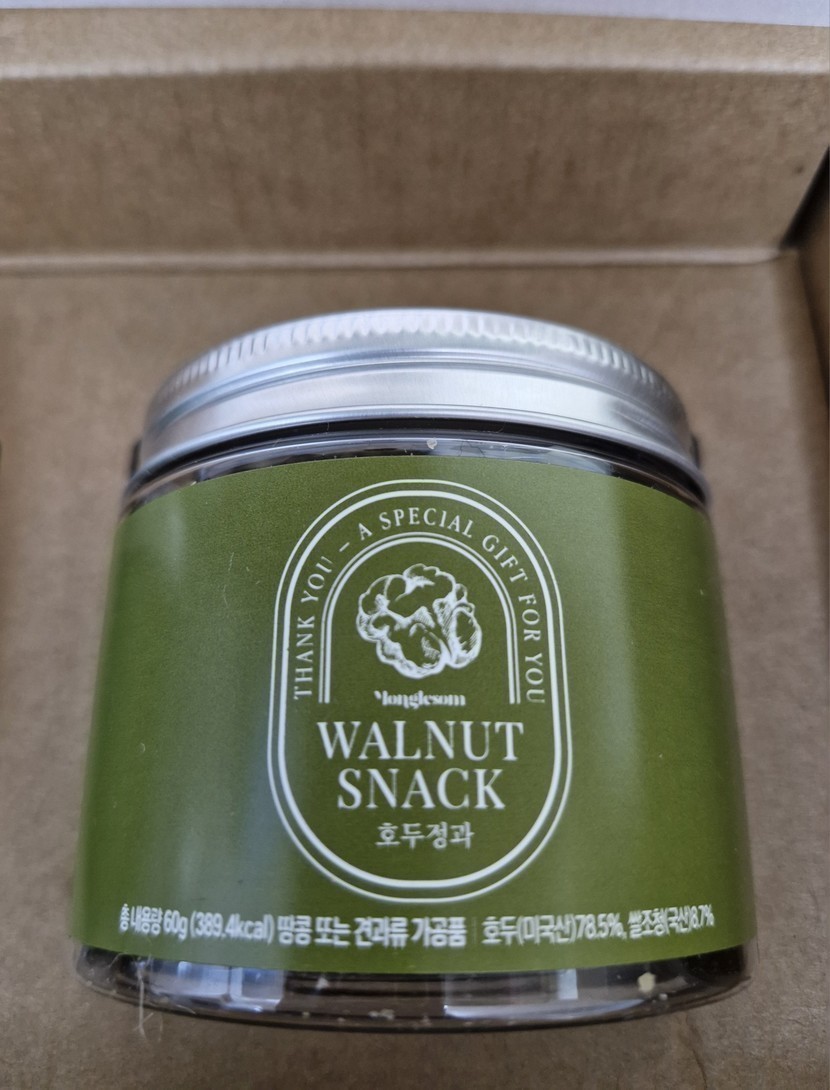 THANK YOU – A SPECIAL GIFT FOR YOU
Monglesom
WALNUT
SNACK
호두정과
총 내용량 60g (389.4kcal) 땅콩 또는 견과류 가공품 호두(미국산)78.5%, 쌀조청(국산)8.7%